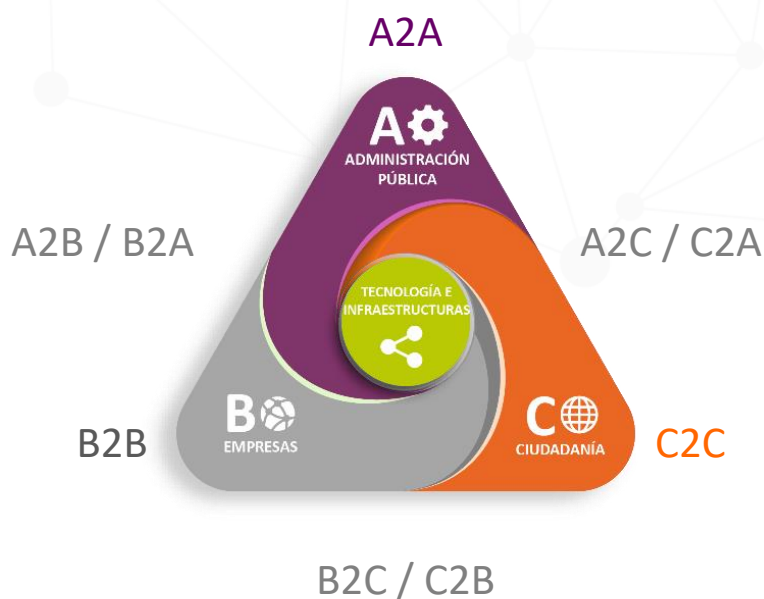 A2A
A
ADMINISTRACIÓN
PÚBLICA
A2B / B2A
A2C / C2A
TECNOLOGÍA E
INFRAESTRUCTURAS
B
EMPRESAS
C
CIUDADANÍA
B2B
C2C
B2C / C2B